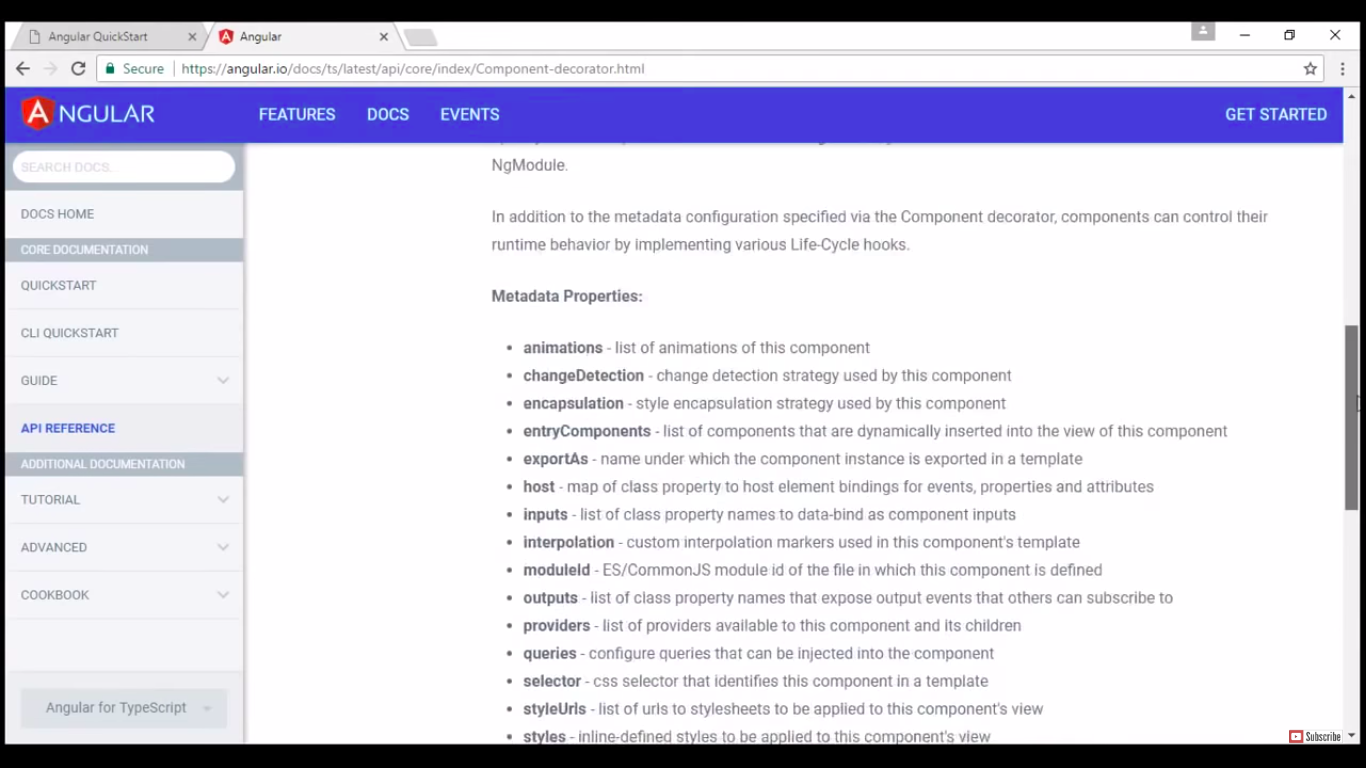 Angular QuickStart
Angular
Secure
https://angular.io/docs/ts/latest/api/core/index/Component-decorator.html
ANGULAR
FEATURES
DOCS
EVENTS
GET STARTED
SEARCH DOCS...
DOCS HOME
CORE DOCUMENTATION
QUICKSTART
CLI QUICKSTART
GUIDE
API REFERENCE
ADDITIONAL DOCUMENTATION
TUTORIAL
ADVANCED
COOKBOOK
Angular for TypeScript
NgModule.
In addition to the metadata configuration specified via the Component decorator, components can control their
runtime behavior by implementing various Life-Cycle hooks.
Metadata Properties:
• animations - list of animations of this component
• changeDetection - change detection strategy used by this component
• encapsulation - style encapsulation strategy used by this component
• entryComponents - list of components that are dynamically inserted into the view of this component
• exportAs - name under which the component instance is exported in a template
• host - map of class property to host element bindings for events, properties and attributes
• inputs - list of class property names to data-bind as component inputs
• interpolation - custom interpolation markers used in this component's template
• moduleId - ES/CommonJS module id of the file in which this component is defined
• outputs - list of class property names that expose output events that others can subscribe to
• providers - list of providers available to this component and its children
• queries - configure queries that can be injected into the component
• selector - css selector that identifies this component in a template
• styleUrls - list of urls to stylesheets to be applied to this component's view
• styles - inline-defined styles to be applied to this component's view
Subscribe